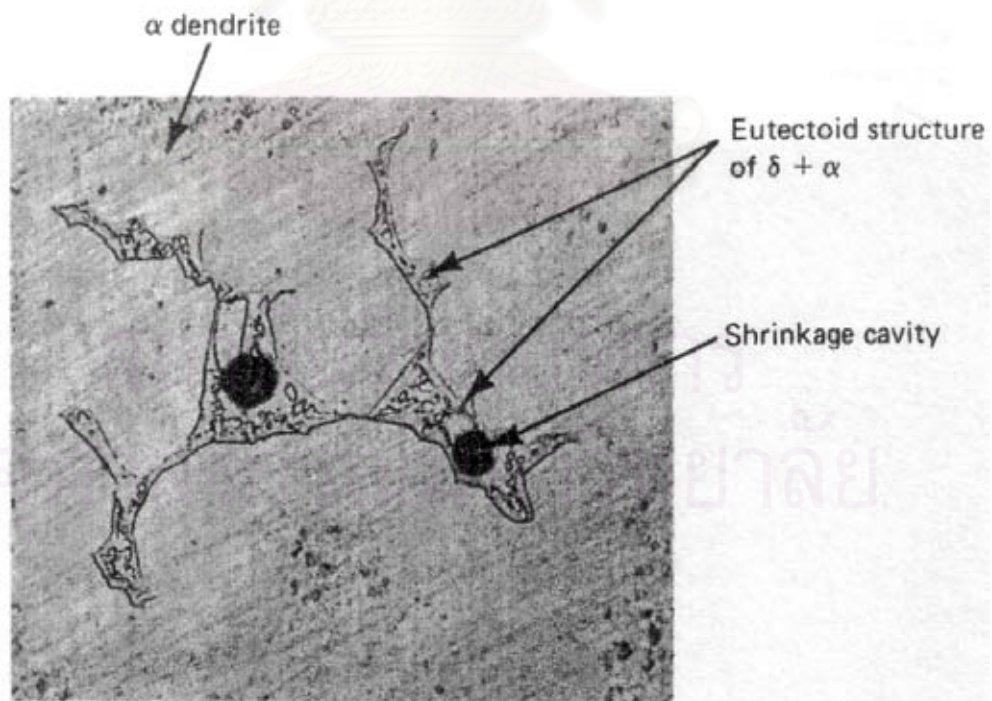 α dendrite
Eutectoid structure
of δ + α
Shrinkage cavity